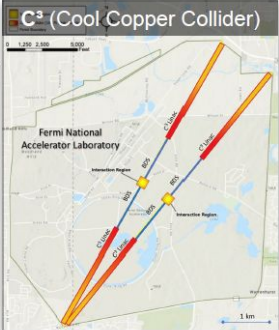 C³ (Cool Copper Collider)
0 1,250 2,500 5,000
Feet
C³ Linac
Fermi National
Accelerator Laboratory
C³ Linac
BDS
Interaction Region
BDS
BDS
BDS
Interaction Region
C³ Linac
C³ Linac
Warrenhurst
1 km